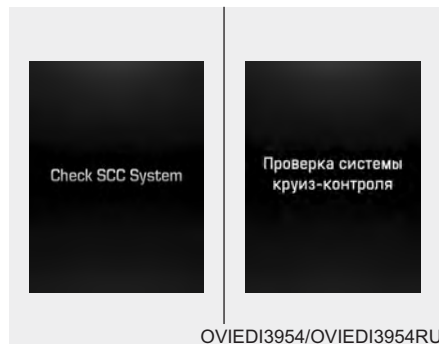 Check SCC System
Проверка системы
круиз-контроля
OVIEDI3954/OVIEDI3954RU